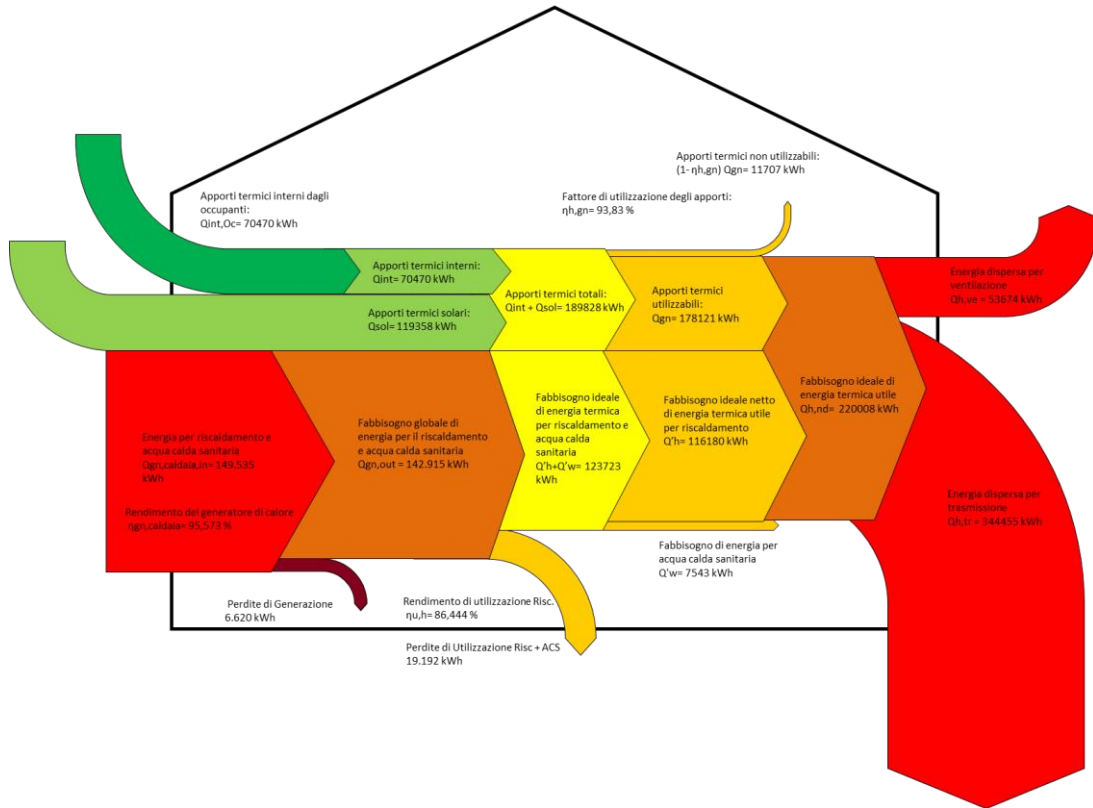 Apporti termici non utilizzabili:
(1- ηh,gn) Qgn= 11707 kWh
Apporti termici interni dagli
occupanti:
Qint,Oc= 70470 kWh
Fattore di utilizzazione degli apporti:
ηh,gn= 93,83 %
Apporti termici interni:
Qint= 70470 kWh
Apporti termici solari:
Qsol= 119358 kWh
Apporti termici totali:
Qint + Qsol= 189828 kWh
Apporti termici
utilizzabili:
Qgn= 178121 kWh
Energia dispersa per
ventilazione
Qh,ve = 53674 kWh
Energia per riscaldamento e
acqua calda sanitaria
Qgn,caldaia,in= 149.535
kWh
Rendimento del generatore di calore
ηgn,caldaia= 95,573 %
Fabbisogno globale di
energia per il riscaldamento
e acqua calda sanitaria
Qgn,out = 142.915 kWh
Fabbisogno ideale
di energia termica
per riscaldamento e
acqua calda
sanitaria
Q'h+Q'w= 123723
kWh
Fabbisogno ideale netto
di energia termica utile
per riscaldamento
Q'h= 116180 kWh
Fabbisogno ideale di
energia termica utile
Qh,nd= 220008 kWh
Energia dispersa per
trasmissione
Qh,tr = 344455 kWh
Fabbisogno di energia per
acqua calda sanitaria
Q'w= 7543 kWh
Perdite di Generazione
6.620 kWh
Rendimento di utilizzazione Risc.
ηu,h= 86,444 %
Perdite di Utilizzazione Risc + ACS
19.192 kWh